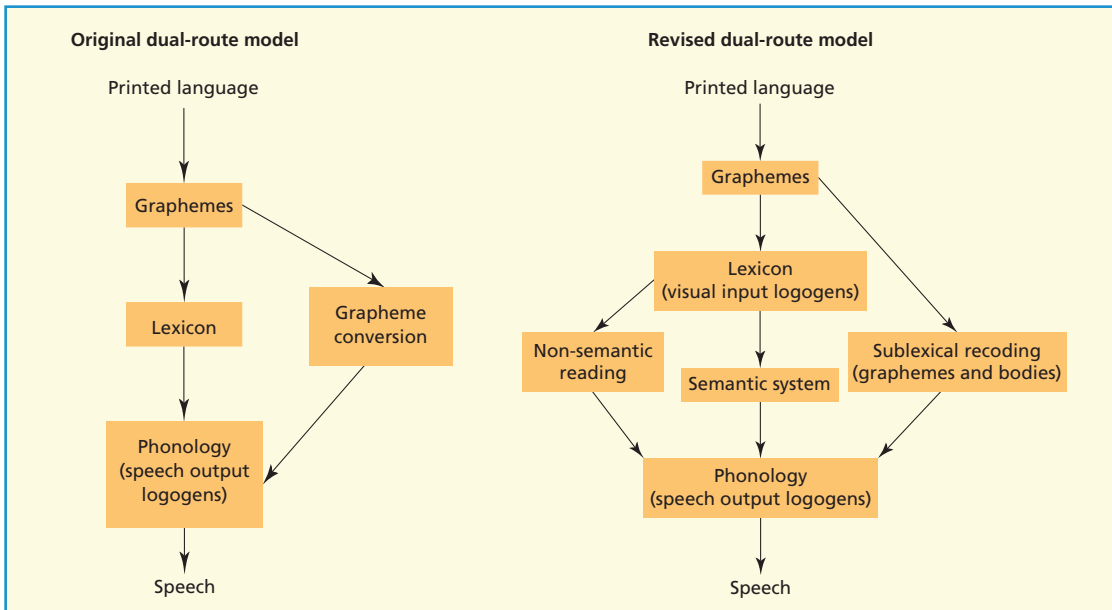 Original dual-route model
Printed language
Graphemes
Lexicon
Grapheme
conversion
Phonology
(speech output
logogens)
Speech
Revised dual-route model
Printed language
Graphemes
Lexicon
(visual input logogens)
Non-semantic
reading
Semantic system
Sublexical recoding
(graphemes and bodies)
Phonology
(speech output logogens)
Speech